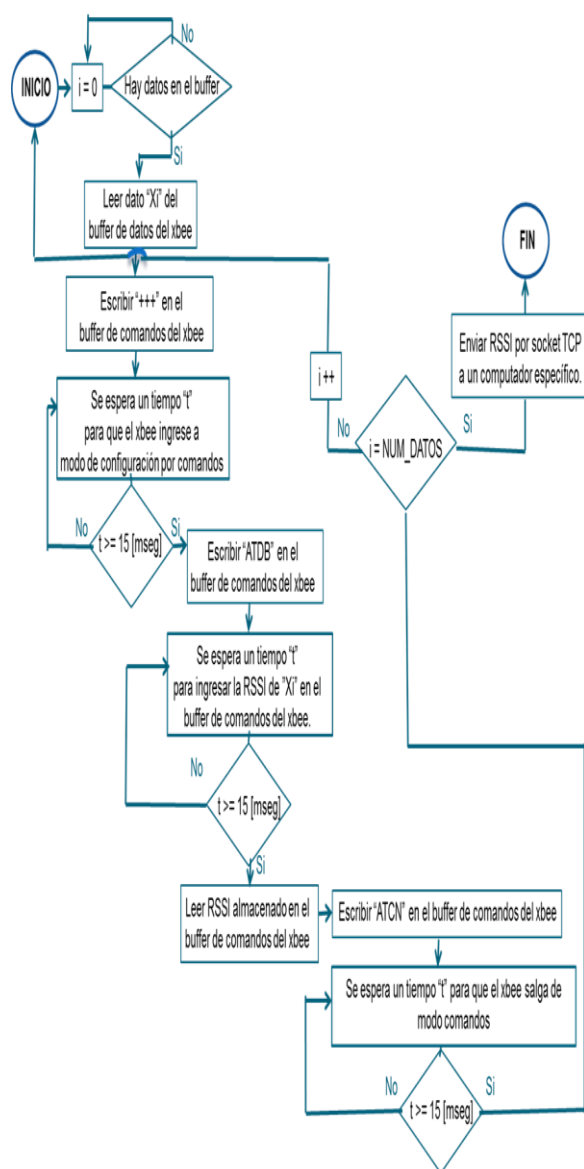 No
INICIO
i = 0
Hay datos en el buffer
Si
Leer dato "Xi" del
buffer de datos del xbee
Escribir "+++" en el
buffer de comandos del xbee
Se espera un tiempo "t"
para que el xbee ingrese a
modo de configuración por comandos
No
t >= 15 [mseg]
Si
Escribir "ATDB" en el
buffer de comandos del xbee
Se espera un tiempo "t"
para ingresar la RSSI de "Xi" en el
buffer de comandos del xbee.
No
t >= 15 [mseg]
Si
Leer RSSI almacenado en el
buffer de comandos del xbee
Escribir "ATCN" en el buffer de comandos del xbee
Se espera un tiempo "t" para que el xbee salga de
modo comandos
No
t >= 15 [mseg]
Si
i = NUM_DATOS
No
i ++
Si
Enviar RSSI por socket TCP
a un computador específico.
FIN